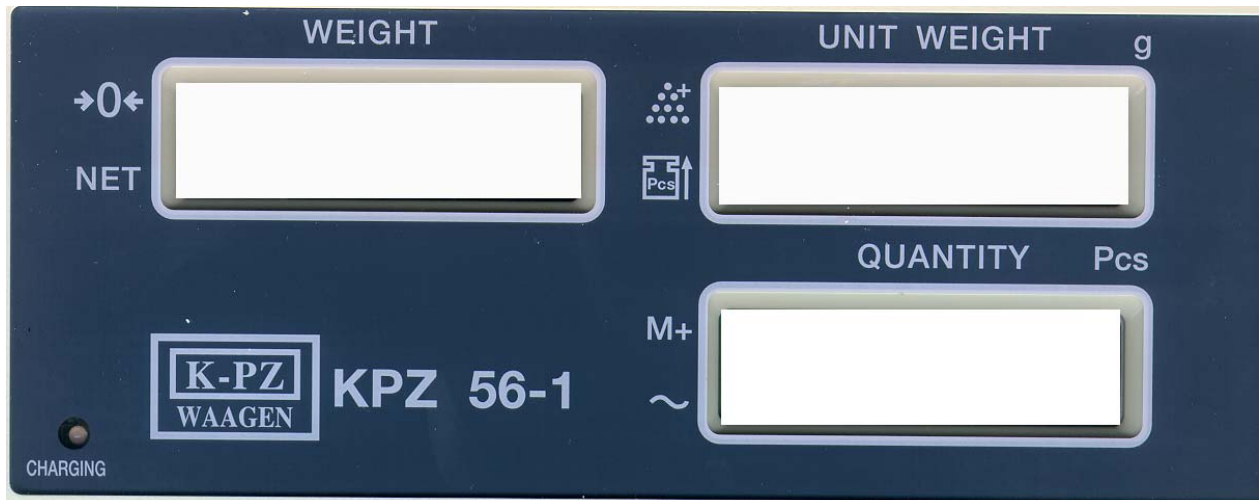 WEIGHT
→0←
NET
UNIT WEIGHT g
Pcs
QUANTITY Pcs
M+
~
K-PZ
WAAGEN
KPZ 56-1
CHARGING